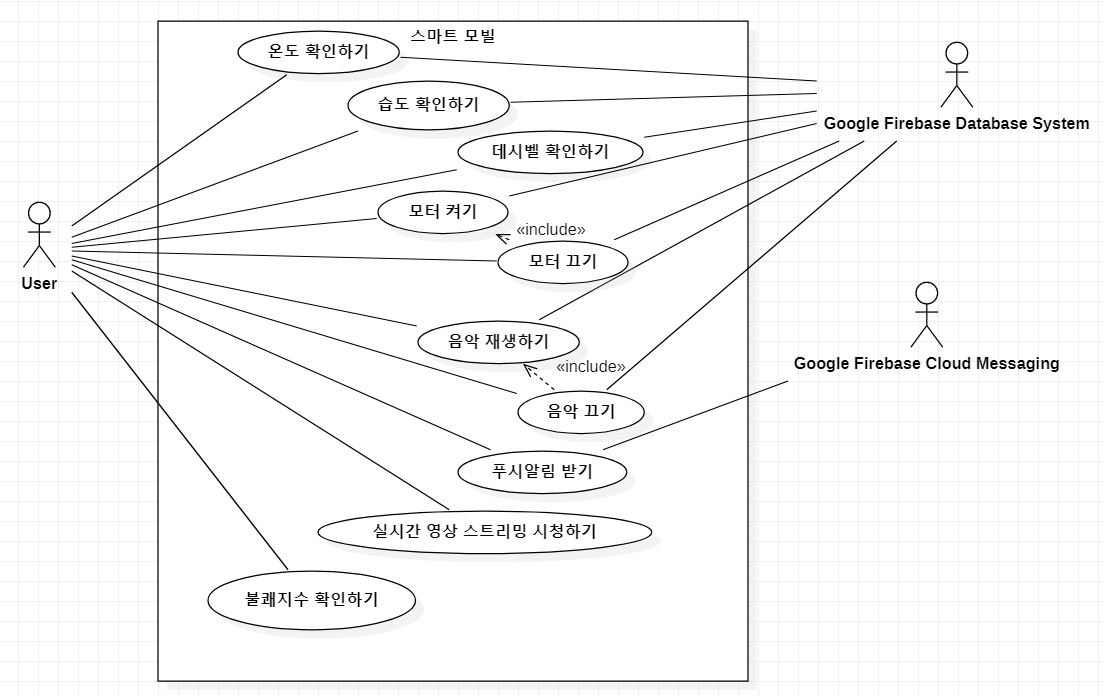 스마트 모빌
온도 확인하기
습도 확인하기
Google Firebase Database System
데시벨 확인하기
모터 켜기
«include»
모터 끄기
User
음악 재생하기
Google Firebase Cloud Messaging
«include»
음악 끄기
푸시알림 받기
실시간 영상 스트리밍 시청하기
불쾌지수 확인하기